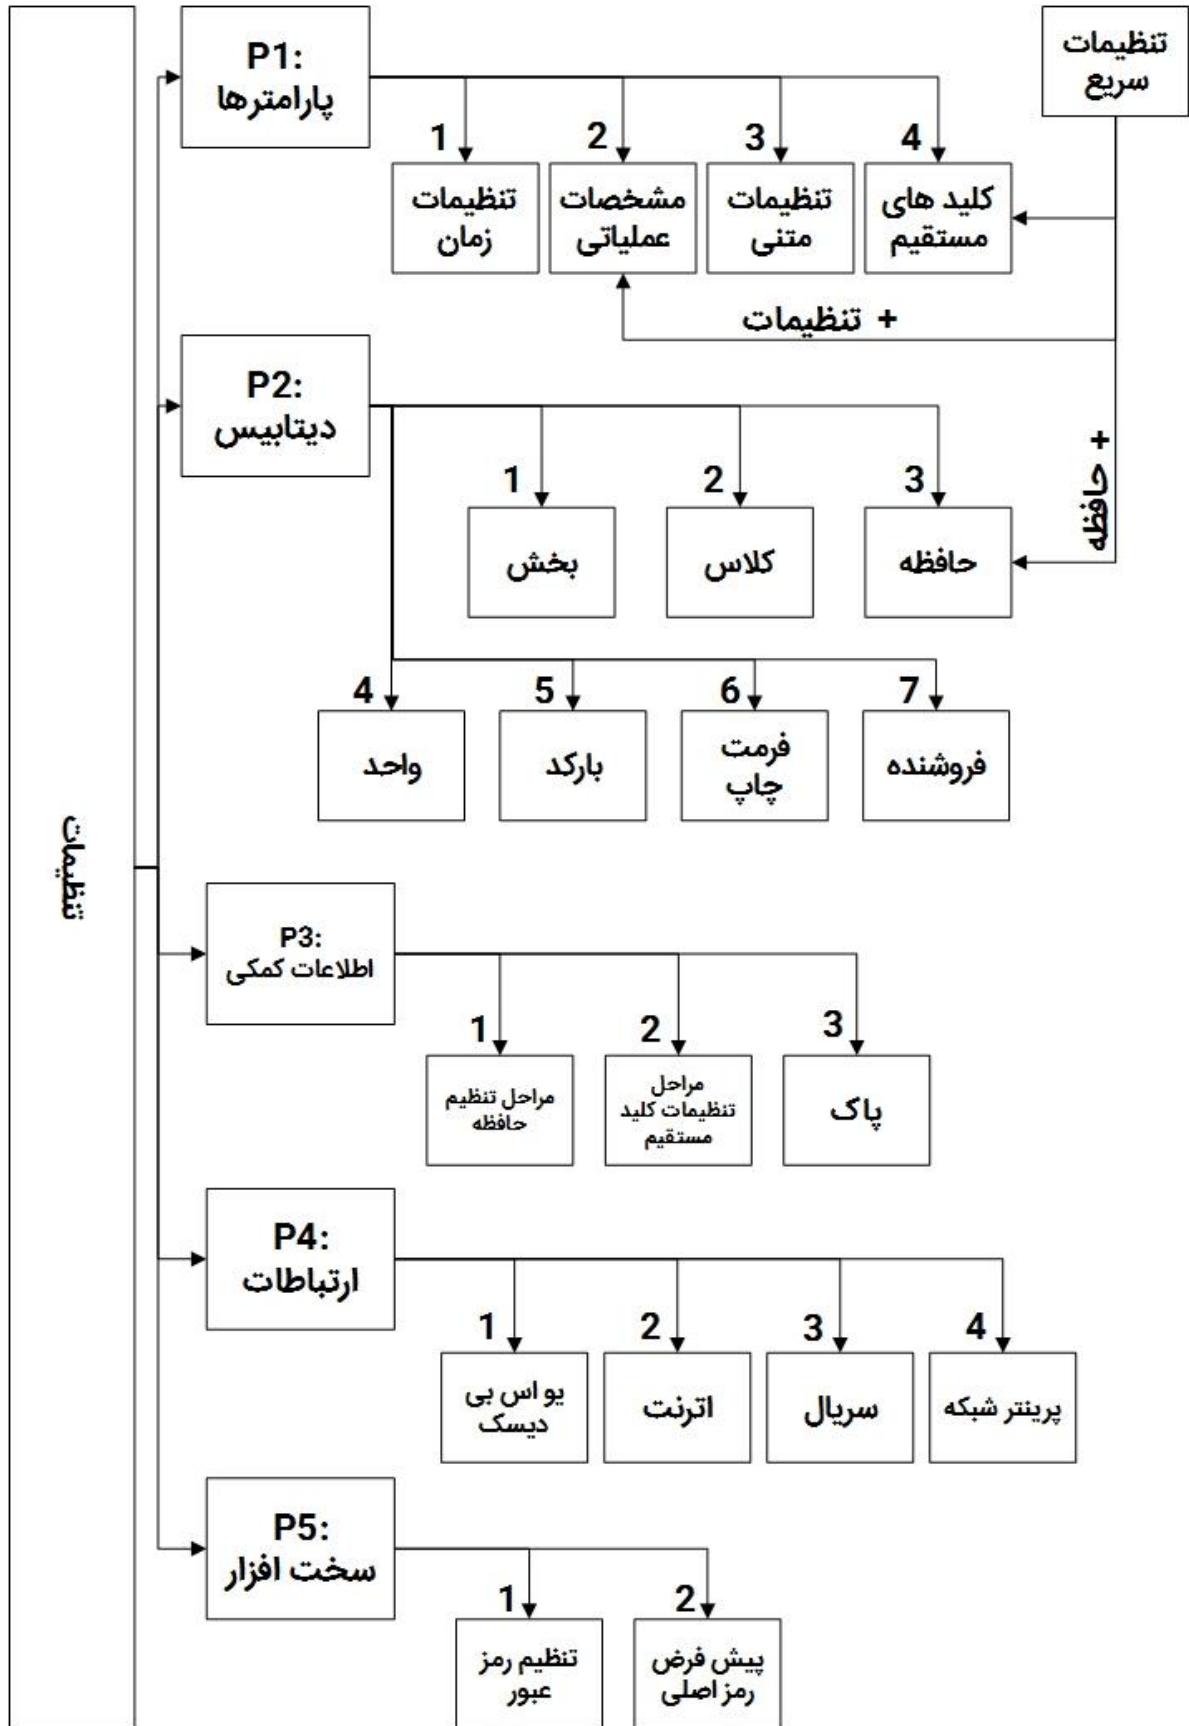 تنظیمات
سریع
P1:
پارامترها
1
2
3
4
تنظیمات
زمان
مشخصات
عملیاتی
تنظیمات
متنی
کلید های
مستقیم
+ تنظیمات
P2:
دیتابیس
+ حافظه
1
2
3
بخش
کلاس
حافظه
4
5
6
7
واحد
بارکد
فرمت
چاپ
فروشنده
تنظیمات
P3:
اطلاعات کمکی
1
2
3
مراحل تنظیم
حافظه
مراحل
تنظیمات کلید
مستقیم
پاک
P4:
ارتباطات
1
2
3
4
یو اس بی
دیسک
اترنت
سریال
پرینتر شبکه
P5:
سخت افزار
1
2
تنظیم رمز
عبور
پیش فرض
رمز اصلی